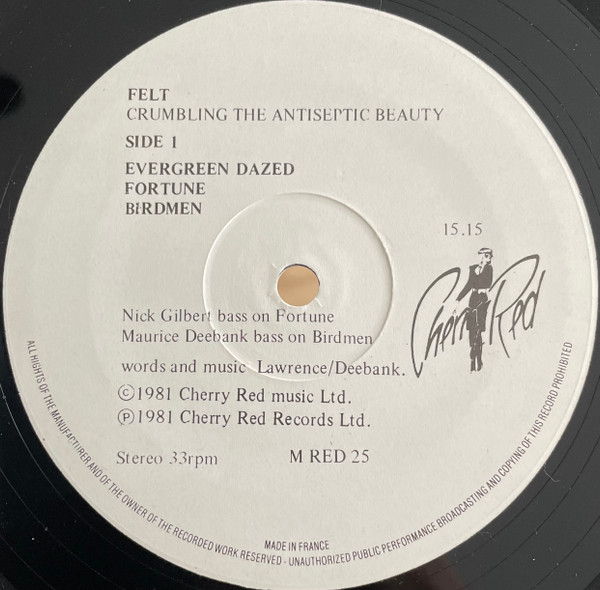 FELT
CRUMBLING THE ANTISEPTIC BEAUTY
SIDE 1
EVERGREEN DAZED
FORTUNE
BIRDMEN
15.15
Cherry Red
Nick Gilbert bass on Fortune
Maurice Deebank bass on Birdmen
words and music Lawrence/Deebank.
©1981 Cherry Red music Ltd.
℗1981 Cherry Red Records Ltd.
Stereo 33rpm M RED 25
MADE IN FRANCE
ALL RIGHTS OF THE MANUFACTURER AND OF THE OWNER OF THE RECORDED WORK RESERVED - UNAUTHORIZED PUBLIC PERFORMANCE BROADCASTING AND COPYING OF THIS RECORD PROHIBITED